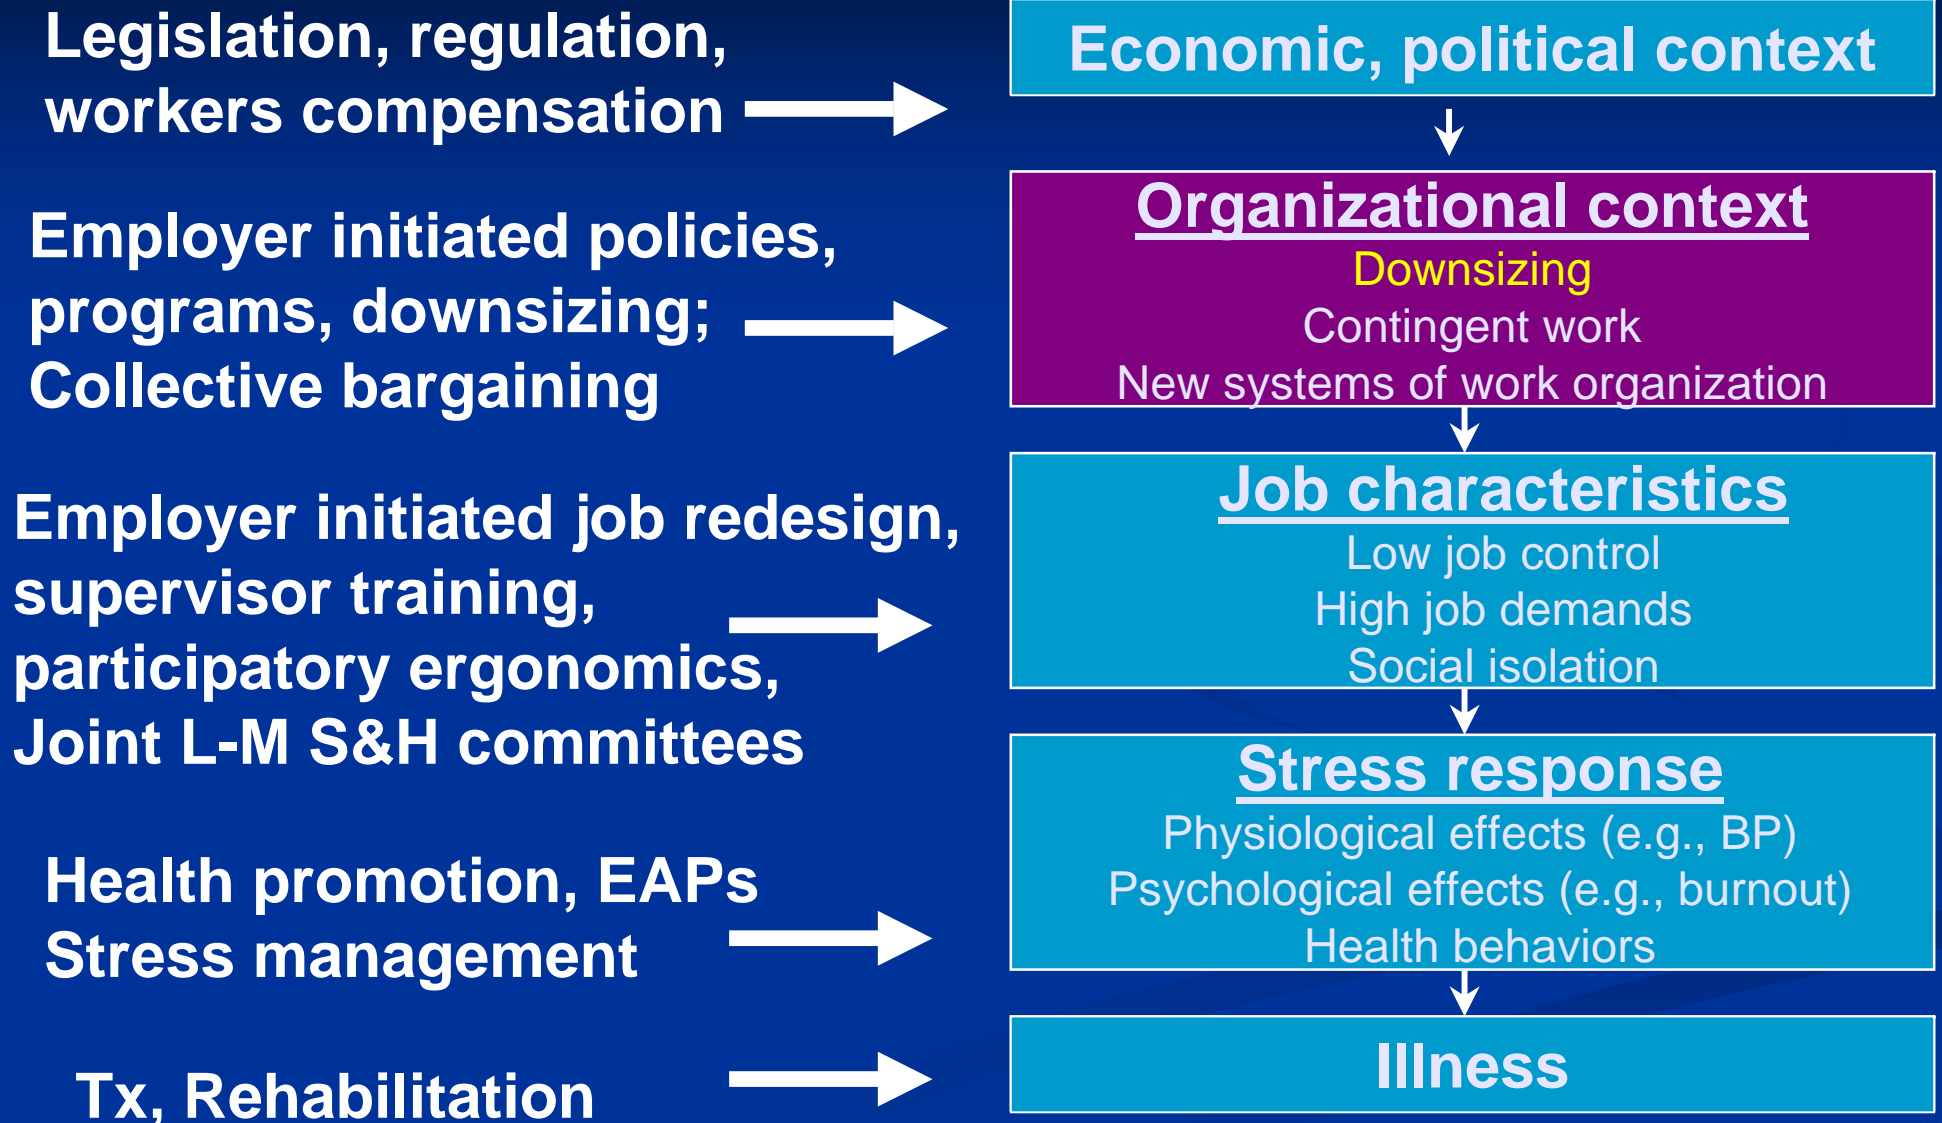 Legislation, regulation,
workers compensation
Economic, political context
Employer initiated policies,
programs, downsizing;
Collective bargaining
Organizational context
Downsizing
Contingent work
New systems of work organization
Employer initiated job redesign,
supervisor training,
participatory ergonomics,
Joint L-M S&H committees
Job characteristics
Low job control
High job demands
Social isolation
Health promotion, EAPs
Stress management
Stress response
Physiological effects (e.g., BP)
Psychological effects (e.g., burnout)
Health behaviors
Tx, Rehabilitation
Illness